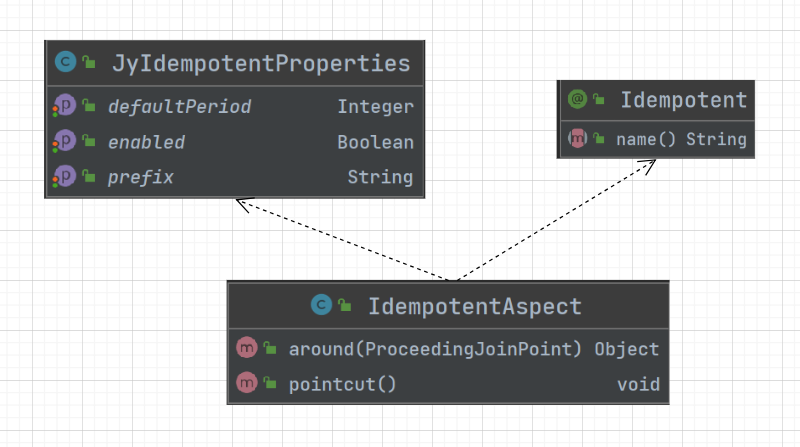 JyIdempotentProperties
defaultPeriod Integer
enabled Boolean
prefix String
Idempotent
name() String
IdempotentAspect
around(ProceedingJoinPoint) Object
pointcut() void